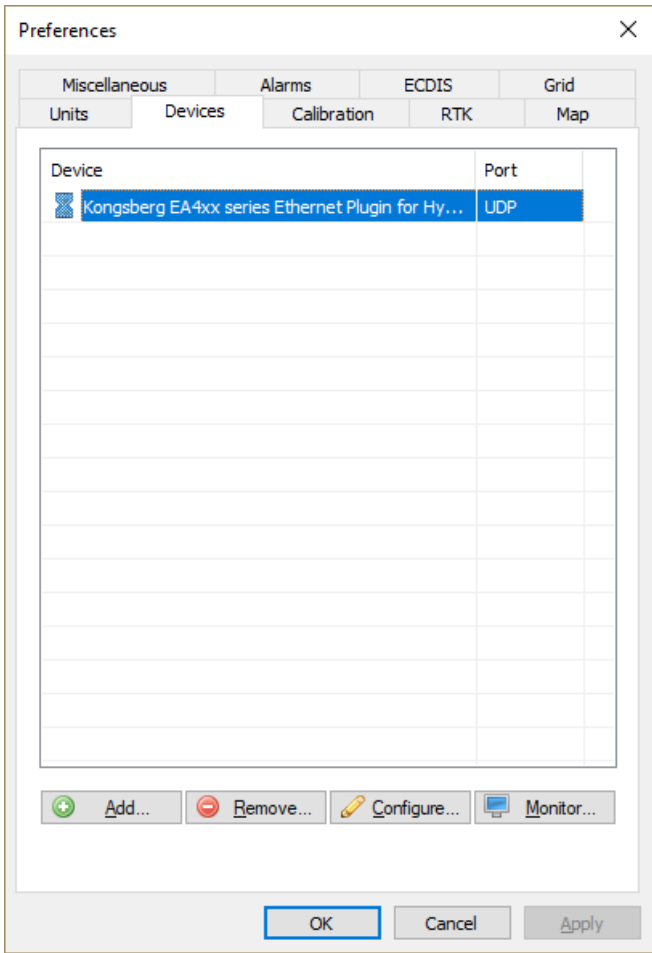 Preferences
Miscellaneous Alarms ECDIS Grid
Units Devices Calibration RTK Map
Device Port
Kongsberg EA4xx series Ethernet Plugin for Hy... UDP
Add... Remove... Configure... Monitor...
OK Cancel Apply